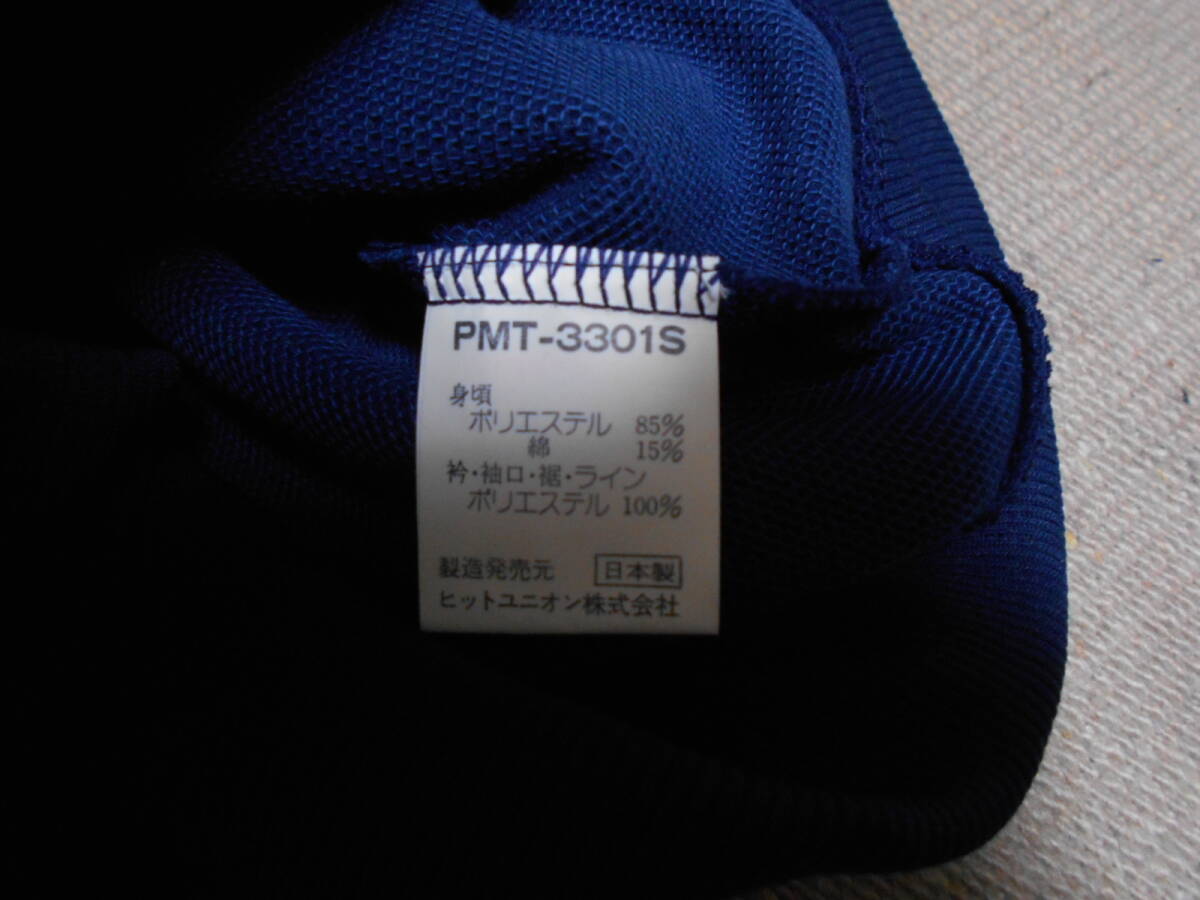 PMT-3301S
身頃
ポリエステル 85%
綿 15%
衿・袖口・裾・ライン
ポリエステル 100%
製造発売元 日本製
ヒットユニオン株式会社